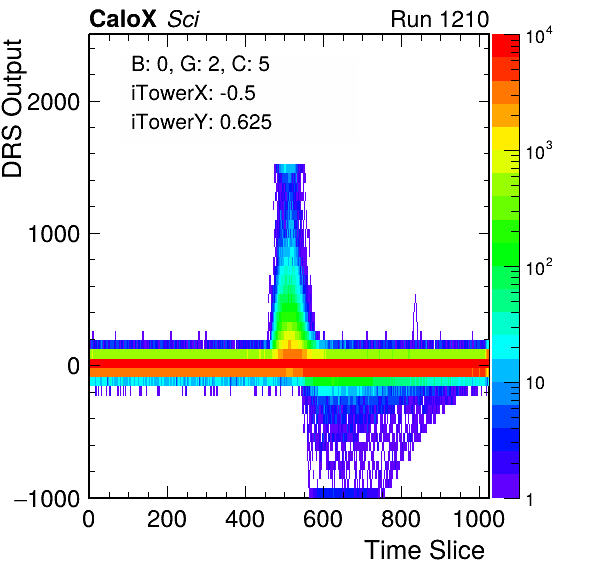 CaloX Sci Run 1210
DRS Output
B: 0, G: 2, C: 5
iTowerX: -0.5
iTowerY: 0.625
2000
1000
0
−1000
0 200 400 600 800 1000
Time Slice
10^4
10^3
10^2
10
1